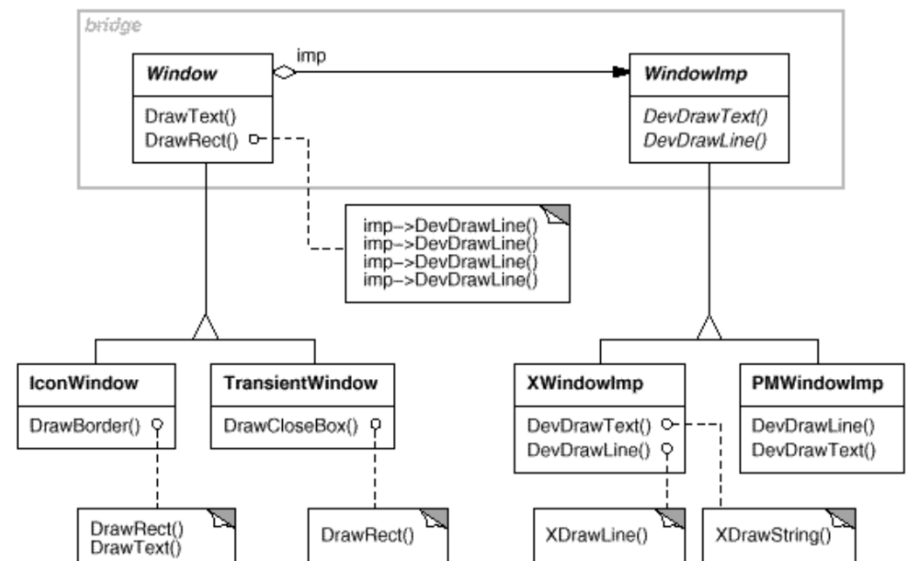 bridge
imp
Window
WindowImp
DrawText()
DrawRect()
DevDrawText()
DevDrawLine()
imp–>DevDrawLine()
imp–>DevDrawLine()
imp–>DevDrawLine()
imp–>DevDrawLine()
IconWindow
DrawBorder()
TransientWindow
DrawCloseBox()
XWindowImp
DevDrawText()
DevDrawLine()
PMWindowImp
DevDrawLine()
DevDrawText()
DrawRect()
DrawText()
DrawRect()
XDrawLine()
XDrawString()